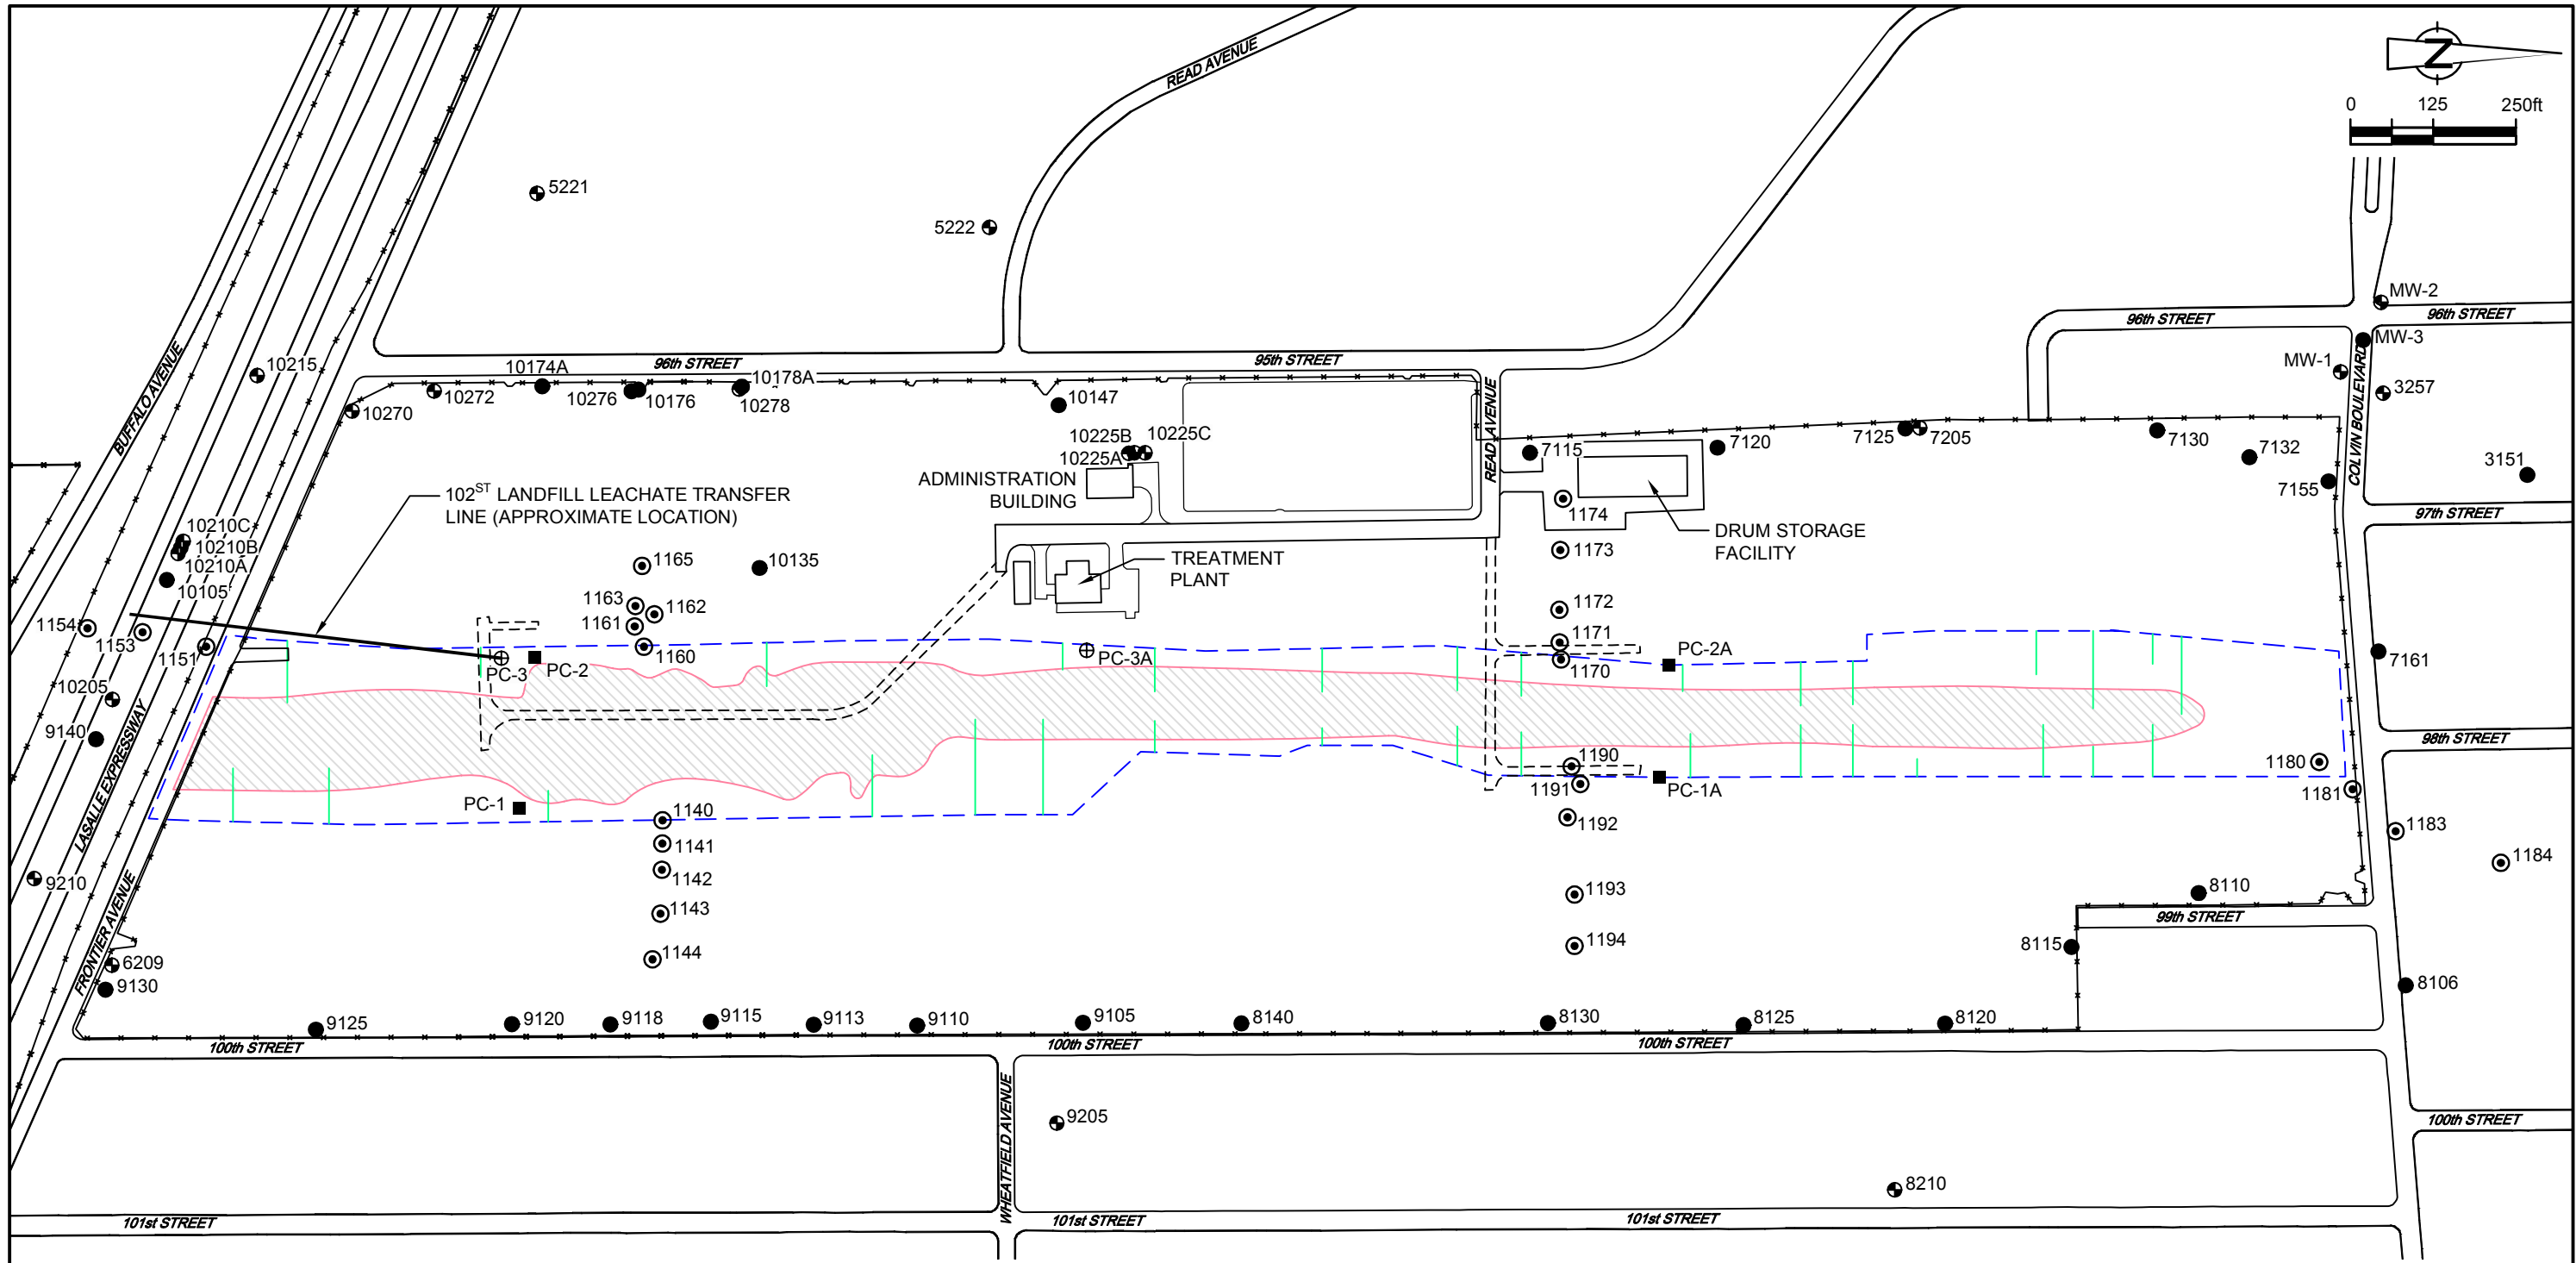 READ AVENUE
N
0 125 250ft
5221
5222
MW-2
96th STREET
96th STREET
MW-3
BUFFALO AVENUE
10215
10174A
96th STREET
10178A
95th STREET
MW-1
COLVIN BOULEVARD
3257
10270
10272
10276
10176
10278
10147
READ AVENUE
7115
7120
7125
7205
7130
7132
7155
3151
10225B
10225C
10225A
ADMINISTRATION
BUILDING
102ST LANDFILL LEACHATE TRANSFER
LINE (APPROXIMATE LOCATION)
1174
DRUM STORAGE
FACILITY
97th STREET
10210C
10210B
10210A
10105
1165
10135
TREATMENT
PLANT
1173
1163
1162
1161
1160
1172
1171
1170
1154
1153
1151
PC-3
PC-2
PC-3A
PC-2A
7161
10205
9140
LASALLE EXPRESSWAY
98th STREET
1190
1191
1192
PC-1A
1180
1181
PC-1
1140
1141
1142
1143
1144
1183
1184
9210
FRONTIER AVENUE
1193
1194
8110
99th STREET
8115
6209
9130
8106
9125
9120
9118
9115
9113
9110
9105
8140
8130
8125
8120
100th STREET
100th STREET
100th STREET
WHEATFIELD AVENUE
9205
100th STREET
8210
101st STREET
101st STREET
101st STREET